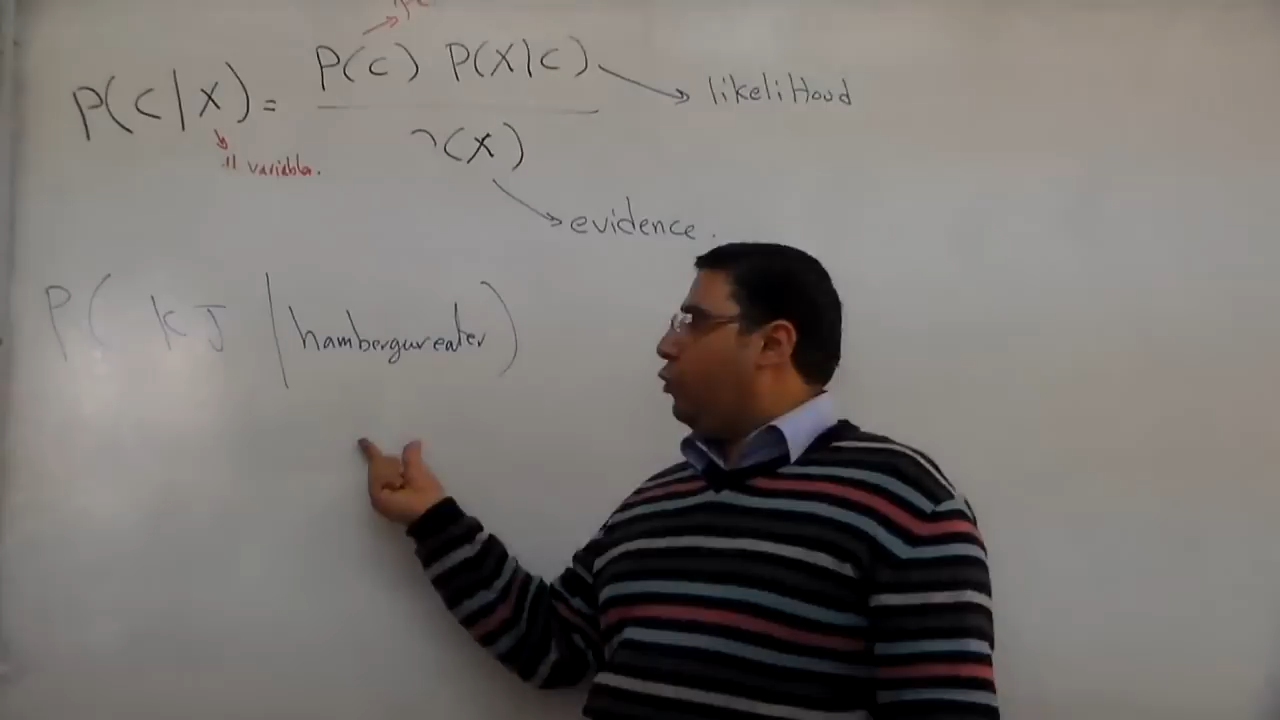 P(C|X) = P(C) P(X|C)
likeliHood
(X)
variable.
evidence.
P( KJ | hambergureater)